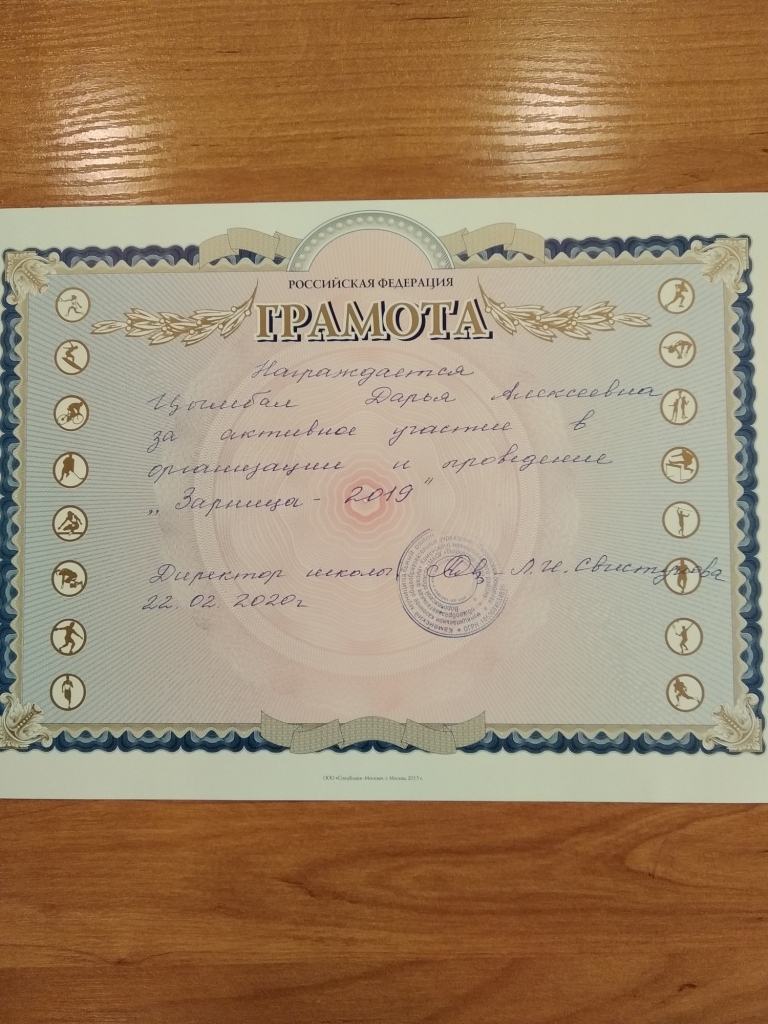 РОССИЙСКАЯ ФЕДЕРАЦИЯ
ГРАМОТА
Награждается
Цымбал Дарья Алексеевна
за активное участие в
организации и проведение
„Зарница - 2019"
Директор школы Л.И. Свистунова
22.02.2020г